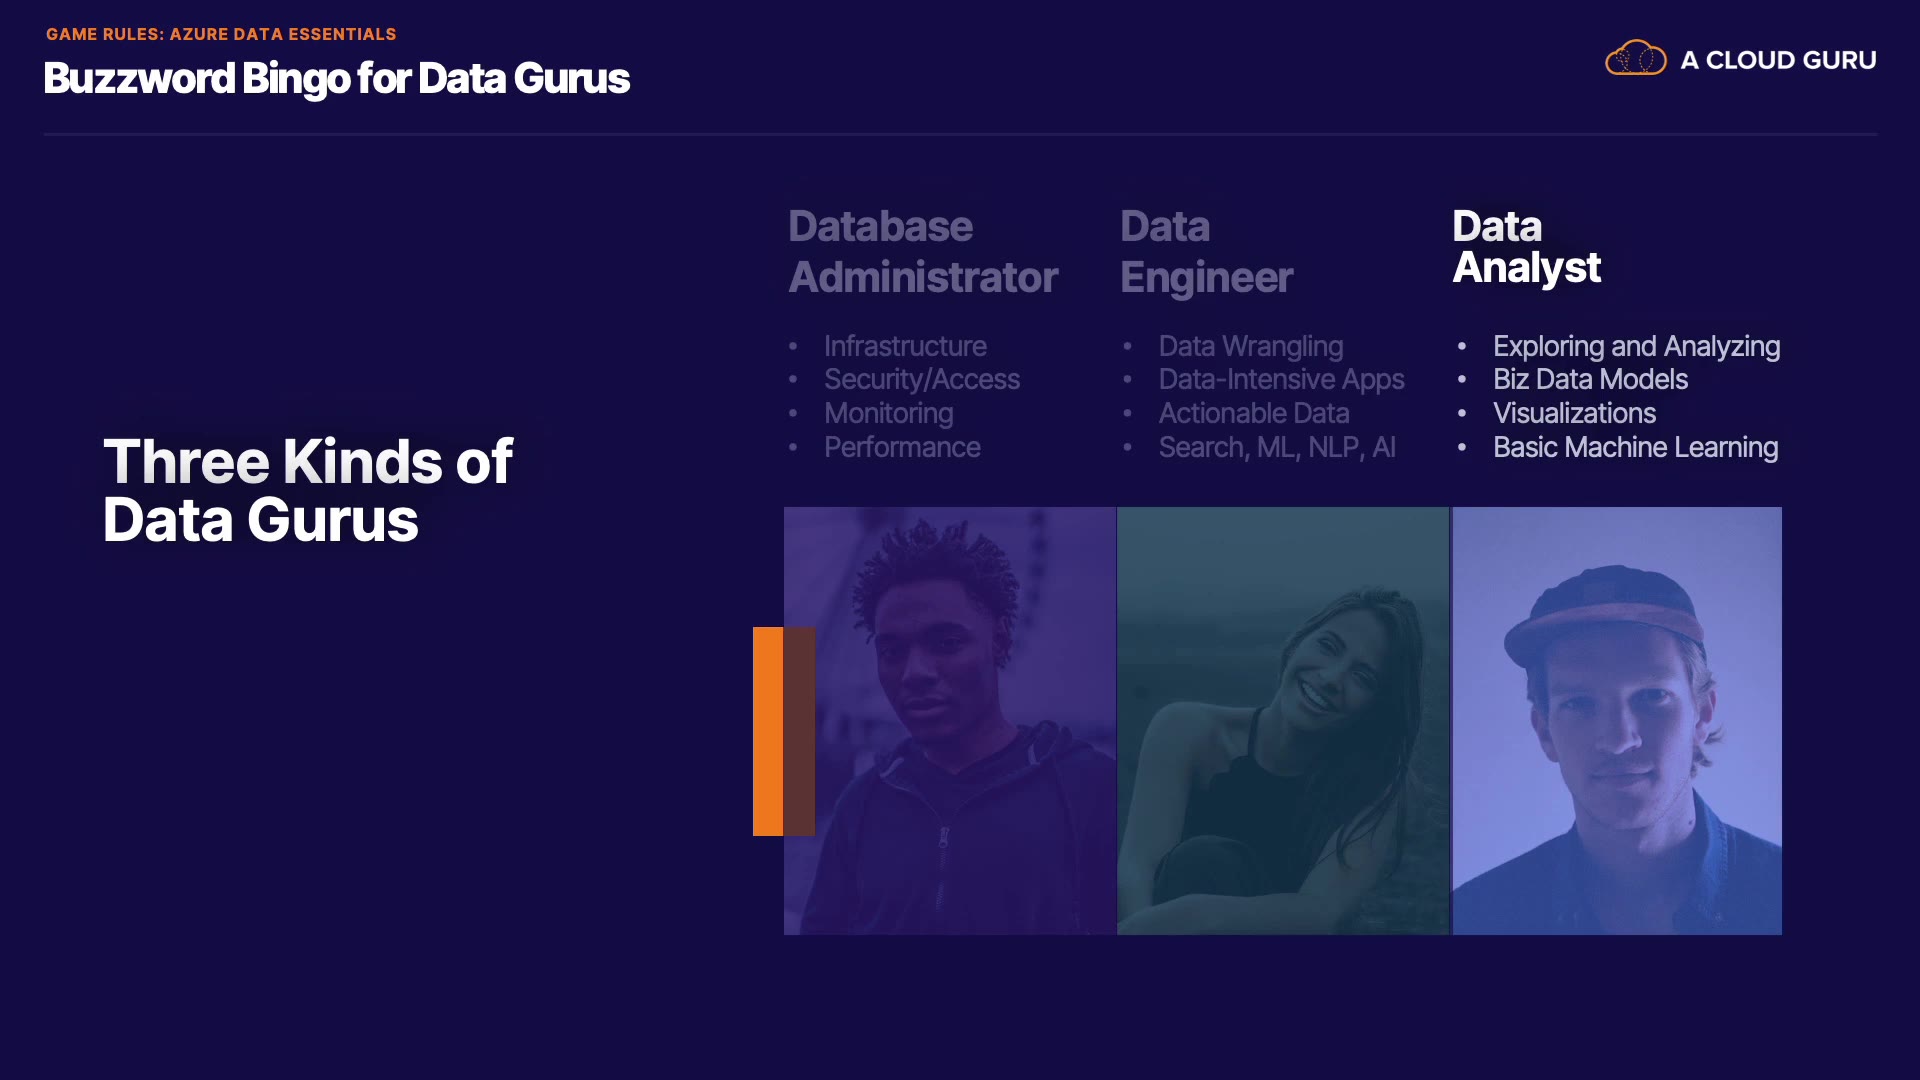 GAME RULES: AZURE DATA ESSENTIALS
Buzzword Bingo for Data Gurus
A CLOUD GURU
Three Kinds of
Data Gurus
Database
Administrator
• Infrastructure
• Security/Access
• Monitoring
• Performance
Data
Engineer
• Data Wrangling
• Data-Intensive Apps
• Actionable Data
• Search, ML, NLP, AI
Data
Analyst
• Exploring and Analyzing
• Biz Data Models
• Visualizations
• Basic Machine Learning